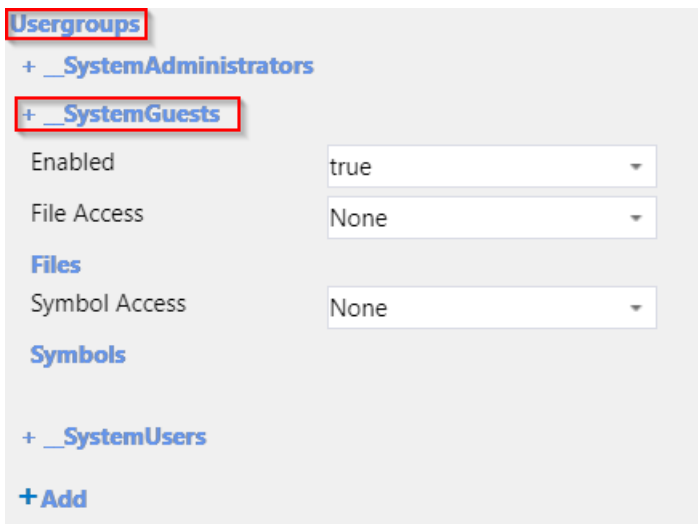 Usergroups
+ __SystemAdministrators
+ __SystemGuests
Enabled true
File Access None
Files
Symbol Access None
Symbols
+ __SystemUsers
+Add